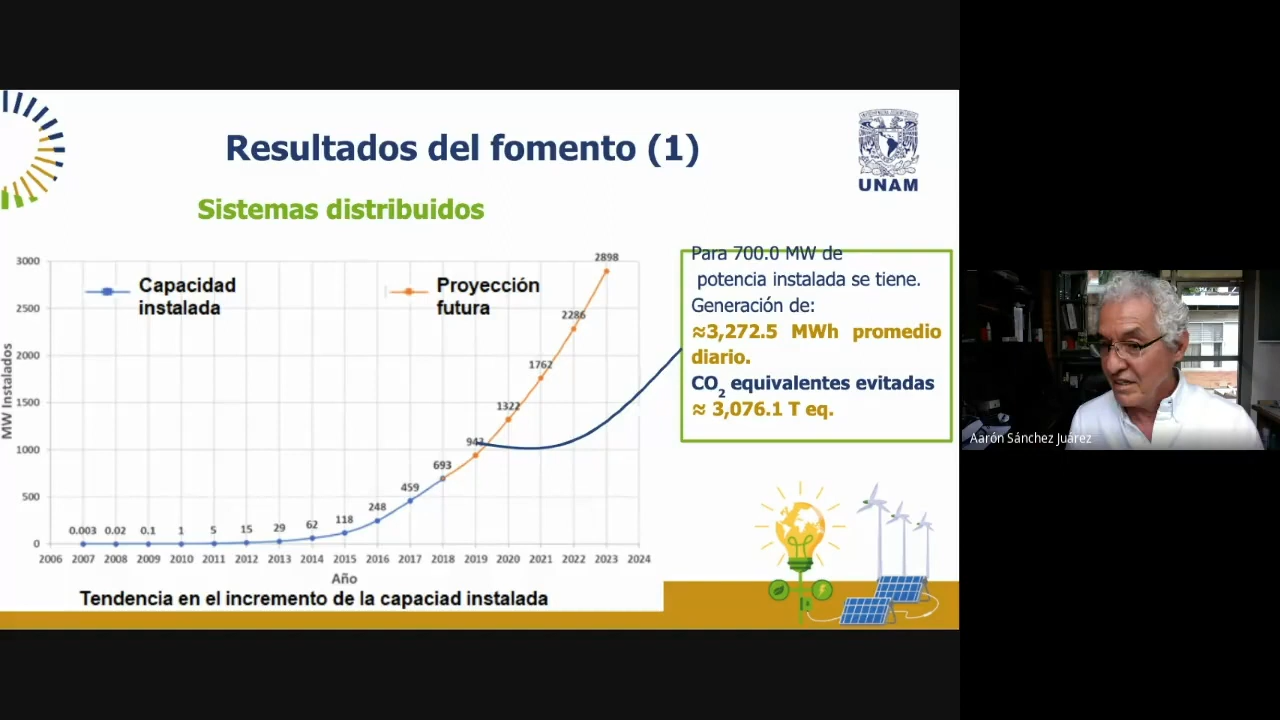 Resultados del fomento (1)
UNAM
Sistemas distribuidos
Capacidad
instalada
Proyección
futura
MW Instalados
3000
2500
2000
1500
1000
500
0
0.003 0.02 0.1 1 5 15 29 62 118 248 459 693 943 1322 1762 2286 2898
2006 2007 2008 2009 2010 2011 2012 2013 2014 2015 2016 2017 2018 2019 2020 2021 2022 2023 2024
Año
Tendencia en el incremento de la capaciad instalada
Para 700.0 MW de
potencia instalada se tiene.
Generación de:
≈3,272.5 MWh promedio
diario.
CO2 equivalentes evitadas
≈ 3,076.1 T eq.
Aarón Sánchez Juárez